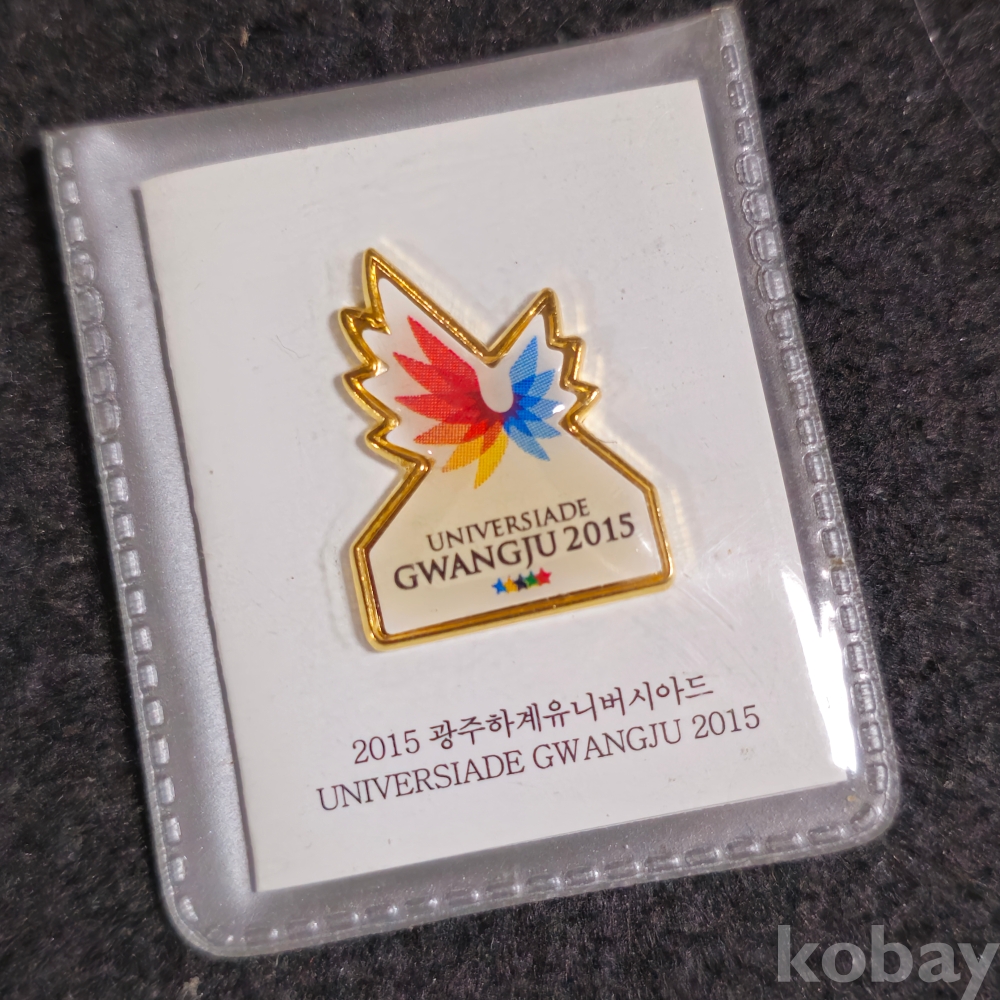 UNIVERSIADE
GWANGJU 2015
2015 광주하계유니버시아드
UNIVERSIADE GWANGJU 2015
kobay